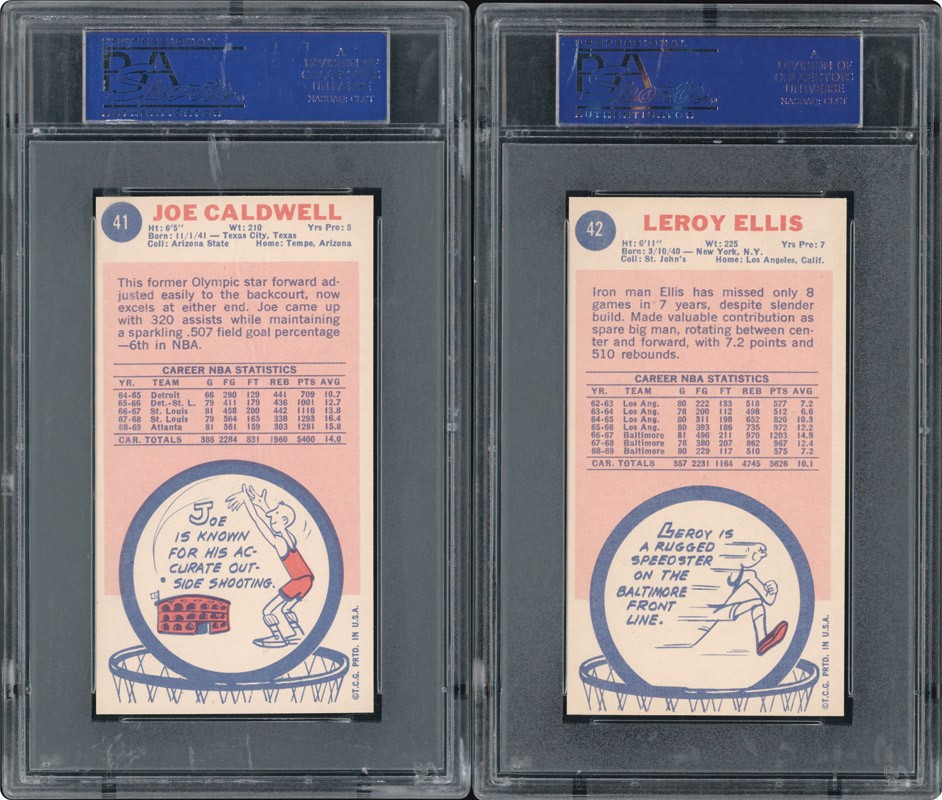 PSA
A
DIVISION OF
COLLECTORS
UNIVERSE
NASDAQ: CLCT
41
JOE CALDWELL
Ht: 6'5" Wt: 210 Yrs Pro: 5
Born: 11/1/41 — Texas City, Texas
Coll: Arizona State Home: Tempe, Arizona
This former Olympic star forward ad-
justed easily to the backcourt, now
excels at either end. Joe came up
with 320 assists while maintaining
a sparkling .507 field goal percentage
—6th in NBA.
CAREER NBA STATISTICS
YR. TEAM G FG FT REB PTS AVG
64-65 Detroit 66 290 129 441 709 10.7
65-66 Det.-St. L. 79 411 179 436 1001 12.7
66-67 St. Louis 81 458 200 442 1116 13.8
67-68 St. Louis 79 564 165 338 1293 16.4
68-69 Atlanta 81 561 159 303 1281 15.8
CAR. TOTALS 386 2284 831 1960 5400 14.0
JOE
IS KNOWN
FOR HIS AC-
CURATE OUT-
SIDE SHOOTING.
©T.C.G. PRTD. IN U.S.A.
PSA
AUTHENTICATOR
A
DIVISION OF
COLLECTORS
UNIVERSE
NASDAQ: CLCT
42
LEROY ELLIS
Ht: 6'11" Wt: 225 Yrs Pro: 7
Born: 3/10/40 — New York, N.Y.
Coll: St. John's Home: Los Angeles, Calif.
Iron man Ellis has missed only 8
games in 7 years, despite slender
build. Made valuable contribution as
spare big man, rotating between cen-
ter and forward, with 7.2 points and
510 rebounds.
CAREER NBA STATISTICS
YR. TEAM G FG FT REB PTS AVG
62-63 Los Ang. 80 222 133 518 577 7.2
63-64 Los Ang. 78 200 112 498 512 6.6
64-65 Los Ang. 80 311 198 652 820 10.3
65-66 Los Ang. 80 393 186 735 972 12.2
66-67 Baltimore 81 496 211 970 1203 14.9
67-68 Baltimore 78 380 207 862 967 12.4
68-69 Baltimore 80 229 117 510 575 7.2
CAR. TOTALS 557 2231 1164 4745 5626 10.1
LEROY IS
A RUGGED
SPEEDSTER
ON THE
BALTIMORE
FRONT
LINE.
©T.C.G. PRTD. IN U.S.A.